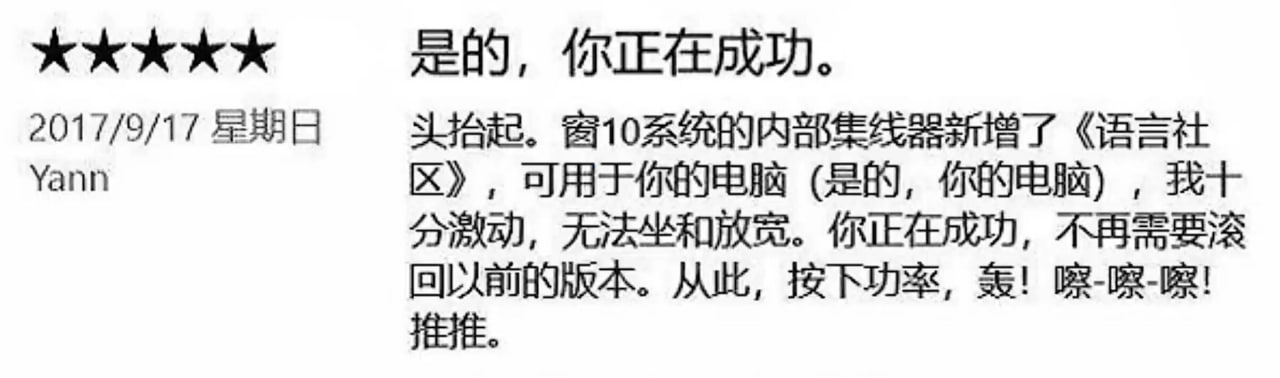 ★★★★★
是的，你正在成功。
2017/9/17 星期日
Yann
头抬起。窗10系统的内部集线器新增了《语言社
区》，可用于你的电脑（是的，你的电脑），我十
分激动，无法坐和放宽。你正在成功，不再需要滚
回以前的版本。从此，按下功率，轰！嚓-嚓-嚓！
推推。